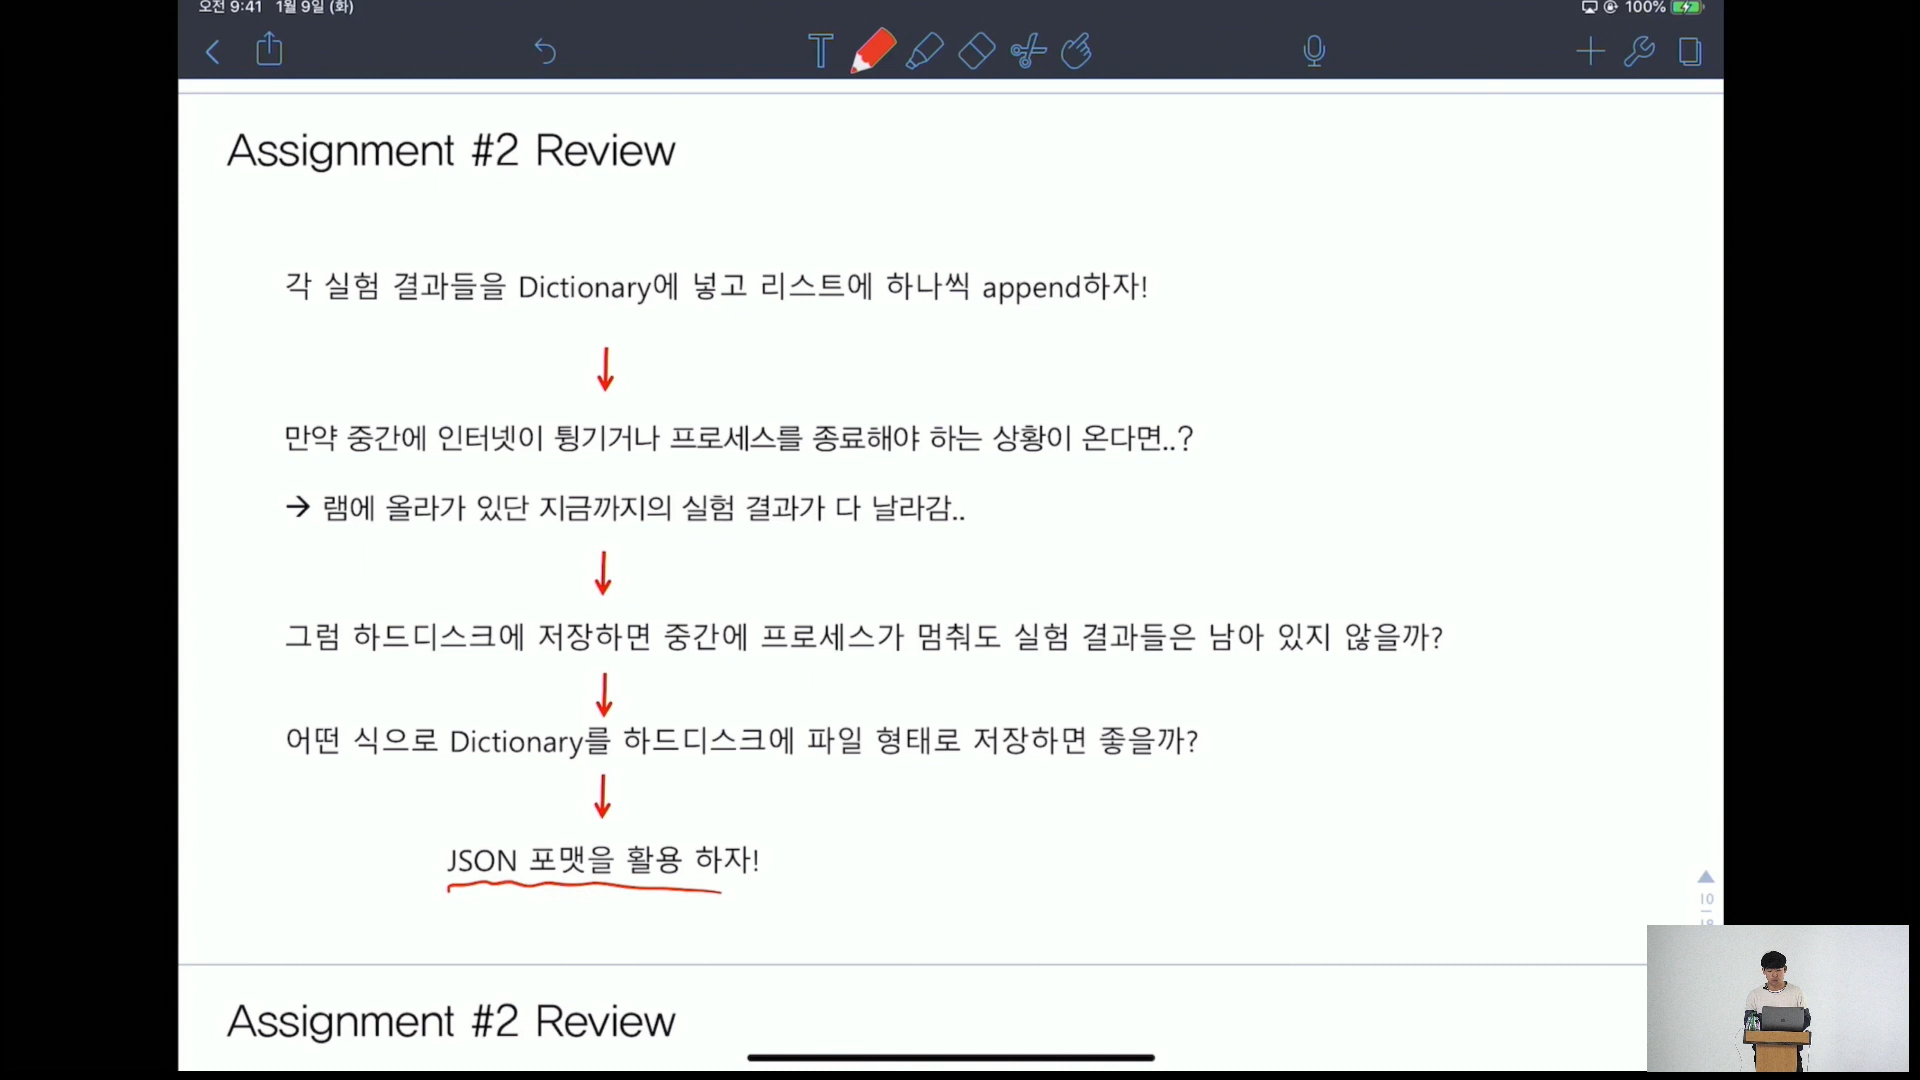 오전 9:41 1월 9일 (화)
100%
Assignment #2 Review
각 실험 결과들을 Dictionary에 넣고 리스트에 하나씩 append하자!
만약 중간에 인터넷이 튕기거나 프로세스를 종료해야 하는 상황이 온다면..?
→ 램에 올라가 있단 지금까지의 실험 결과가 다 날라감..
그럼 하드디스크에 저장하면 중간에 프로세스가 멈춰도 실험 결과들은 남아 있지 않을까?
어떤 식으로 Dictionary를 하드디스크에 파일 형태로 저장하면 좋을까?
JSON 포맷을 활용 하자!
10
Assignment #2 Review